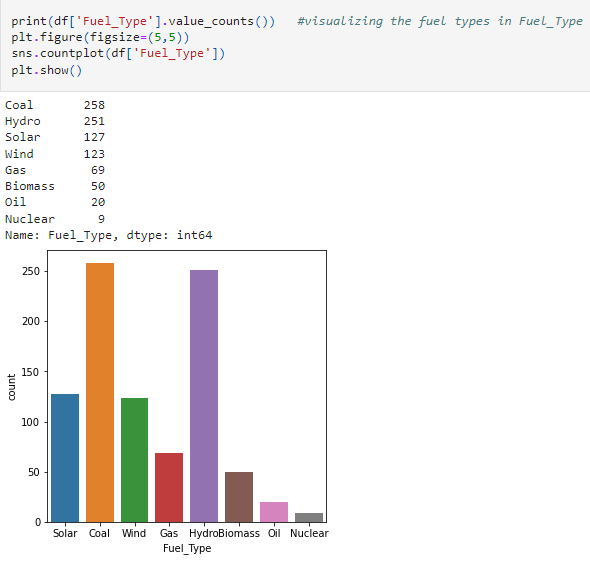 print(df['Fuel_Type'].value_counts())   #visualizing the fuel types in Fuel_Type
plt.figure(figsize=(5,5))
sns.countplot(df['Fuel_Type'])
plt.show()
Coal 258
Hydro 251
Solar 127
Wind 123
Gas 69
Biomass 50
Oil 20
Nuclear 9
Name: Fuel_Type, dtype: int64
250
200
150
100
50
0
count
Solar Coal Wind Gas Hydro Biomass Oil Nuclear
Fuel_Type